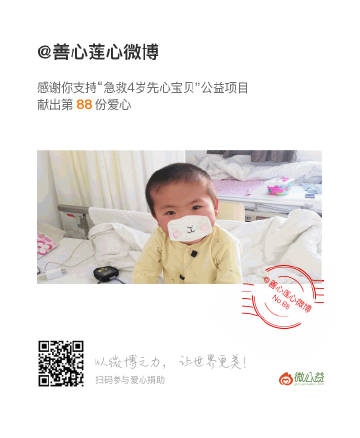 @善心莲心微博
感谢你支持“急救4岁先心宝贝”公益项目
献出第 88 份爱心
@善心莲心微博
No 88
以微博之力， 让世界更美！
扫码参与爱心捐助
微公益